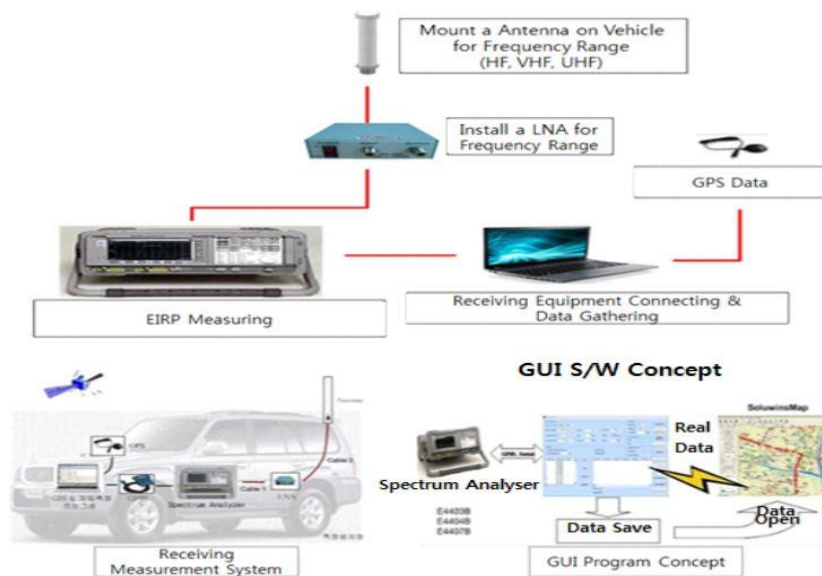 Mount a Antenna on Vehicle
for Frequency Range
(HF, VHF, UHF)
Install a LNA for
Frequency Range
GPS Data
EIRP Measuring
Receiving Equipment Connecting &
Data Gathering
GUI S/W Concept
GPS
Spectrum Analyzer
Cable 1
LNA
Cable 2
Receiving
Measurement System
SoluwinsMap
Real
Data
Spectrum Analyser
E4403B
E4404B
E4407B
Data Save
Data
Open
GUI Program Concept